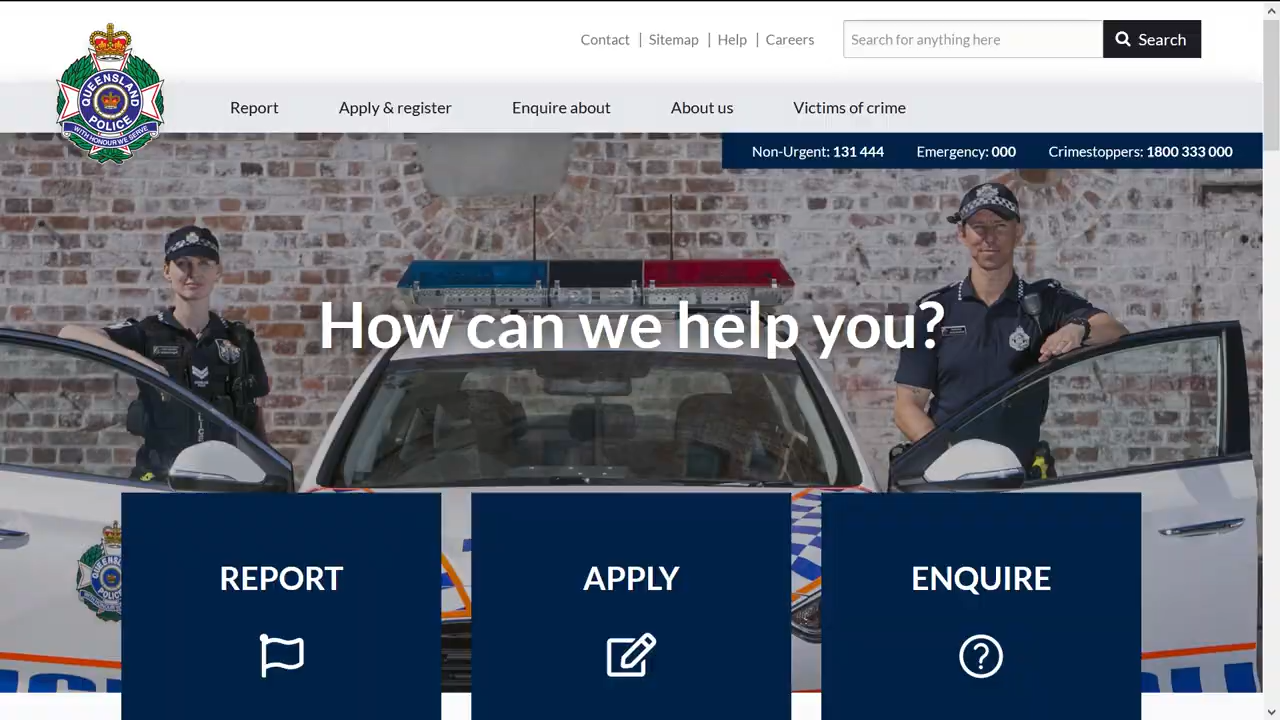 Contact | Sitemap | Help | Careers
Search for anything here
Search
QUEENSLAND
POLICE
WITH HONOUR WE SERVE
Report
Apply & register
Enquire about
About us
Victims of crime
Non-Urgent: 131 444
Emergency: 000
Crimestoppers: 1800 333 000
How can we help you?
REPORT
APPLY
ENQUIRE